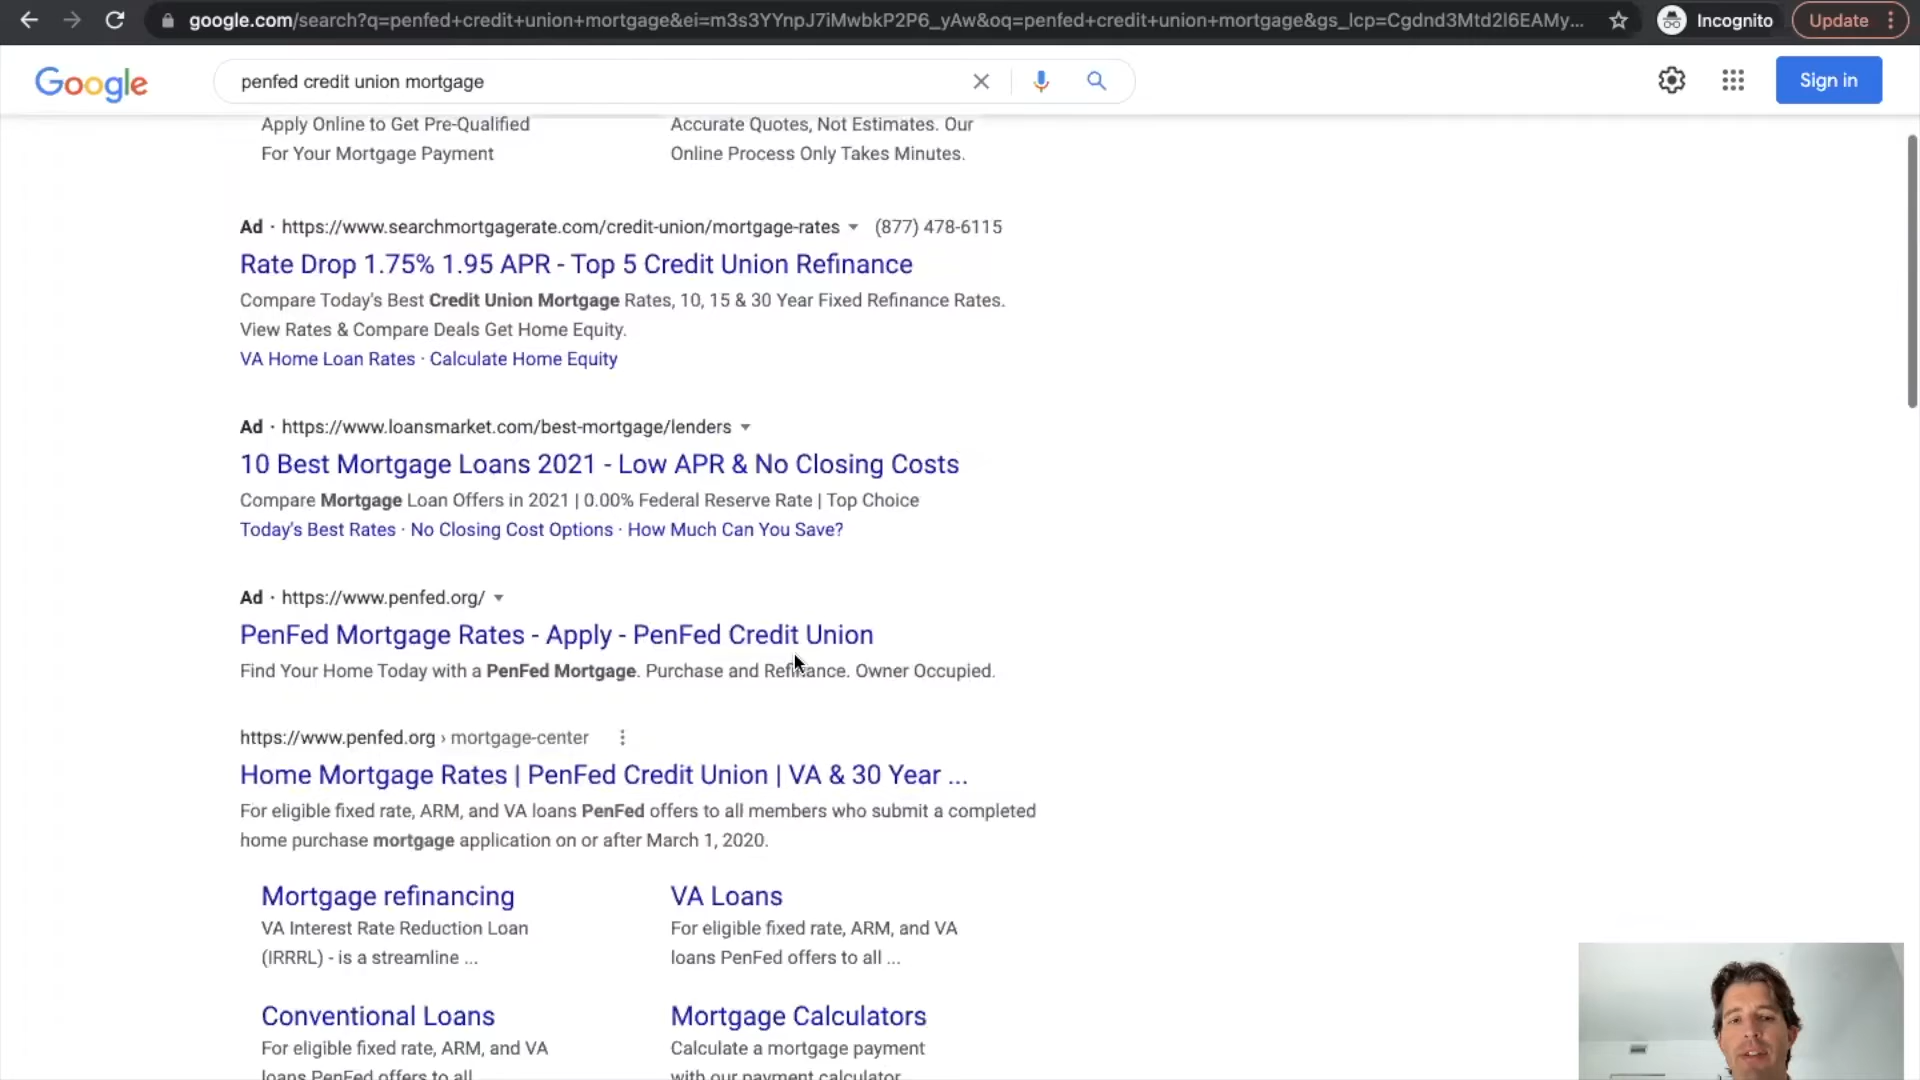 google.com/search?q=penfed+credit+union+mortgage&ei=m3s3YYnpJ7iMwbkP2P6_yAw&oq=penfed+credit+union+mortgage&gs_lcp=Cgdnd3Mtd2l6EAMy...
Incognito
Update
Google
penfed credit union mortgage
Sign in
Apply Online to Get Pre-Qualified
For Your Mortgage Payment
Accurate Quotes, Not Estimates. Our
Online Process Only Takes Minutes.
Ad · https://www.searchmortgagerate.com/credit-union/mortgage-rates (877) 478-6115
Rate Drop 1.75% 1.95 APR - Top 5 Credit Union Refinance
Compare Today's Best Credit Union Mortgage Rates, 10, 15 & 30 Year Fixed Refinance Rates.
View Rates & Compare Deals Get Home Equity.
VA Home Loan Rates · Calculate Home Equity
Ad · https://www.loansmarket.com/best-mortgage/lenders
10 Best Mortgage Loans 2021 - Low APR & No Closing Costs
Compare Mortgage Loan Offers in 2021 | 0.00% Federal Reserve Rate | Top Choice
Today's Best Rates · No Closing Cost Options · How Much Can You Save?
Ad · https://www.penfed.org/
PenFed Mortgage Rates - Apply - PenFed Credit Union
Find Your Home Today with a PenFed Mortgage. Purchase and Refinance. Owner Occupied.
https://www.penfed.org › mortgage-center
Home Mortgage Rates | PenFed Credit Union | VA & 30 Year ...
For eligible fixed rate, ARM, and VA loans PenFed offers to all members who submit a completed
home purchase mortgage application on or after March 1, 2020.
Mortgage refinancing
VA Interest Rate Reduction Loan
(IRRRL) - is a streamline ...
VA Loans
For eligible fixed rate, ARM, and VA
loans PenFed offers to all ...
Conventional Loans
For eligible fixed rate, ARM, and VA
loans PenFed offers to all
Mortgage Calculators
Calculate a mortgage payment
with our payment calculator